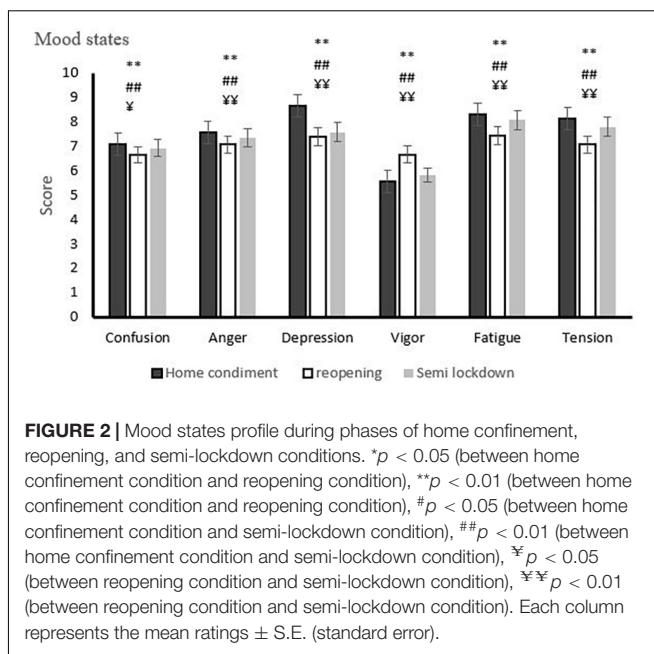 Mood states
** ** ** ** ** **
## ## ## ## ## ##
¥ ¥¥ ¥¥ ¥¥ ¥¥ ¥¥
10
9
8
7
6
5
4
3
2
1
0
Score
Confusion Anger Depression Vigor Fatigue Tension
Home condiment reopening Semi lockdown
FIGURE 2 | Mood states profile during phases of home confinement,
reopening, and semi-lockdown conditions. *p < 0.05 (between home
confinement condition and reopening condition), **p < 0.01 (between home
confinement condition and reopening condition), #p < 0.05 (between home
confinement condition and semi-lockdown condition), ##p < 0.01 (between
home confinement condition and semi-lockdown condition), ¥p < 0.05
(between reopening condition and semi-lockdown condition), ¥¥p < 0.01
(between reopening condition and semi-lockdown condition). Each column
represents the mean ratings ± S.E. (standard error).